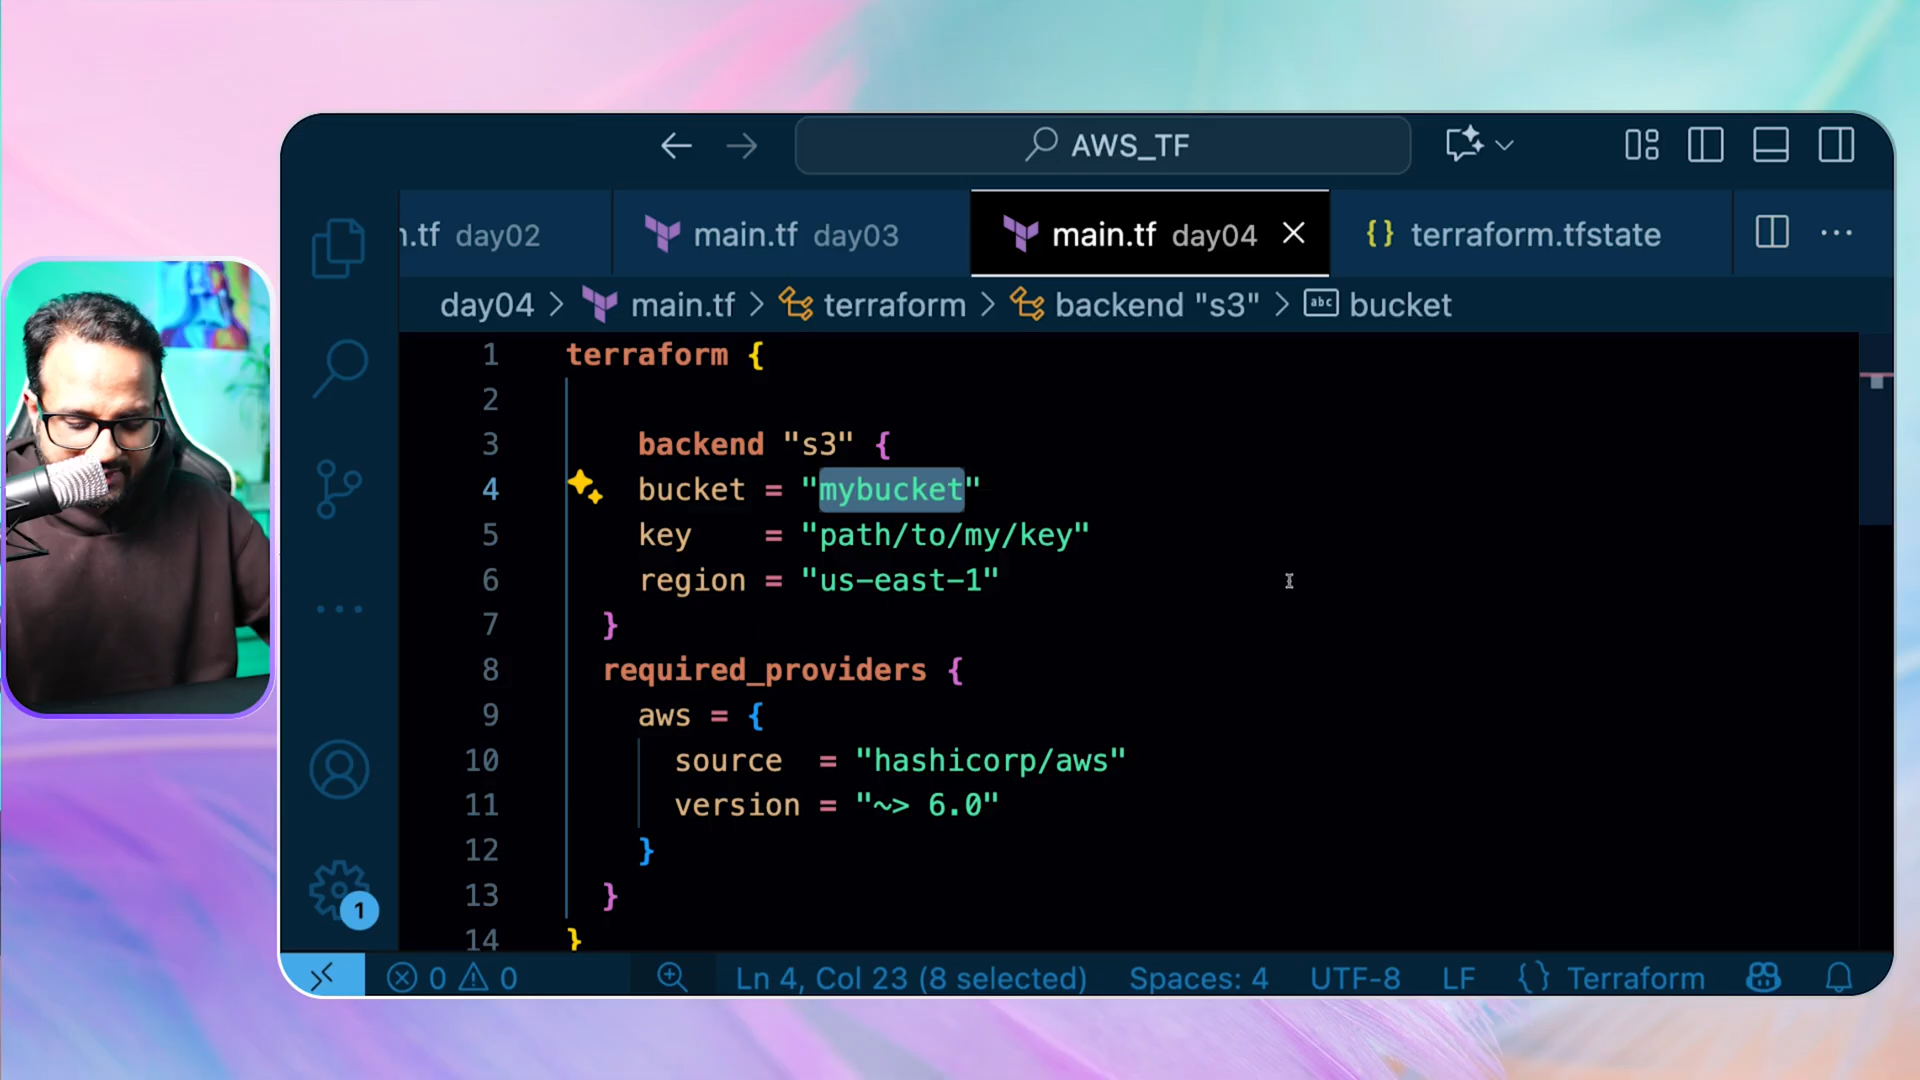 AWS_TF
n.tf day02
main.tf day03
main.tf day04
{} terraform.tfstate
day04 > main.tf > terraform > backend "s3" > abc bucket
1 terraform {
2
3 backend "s3" {
4 bucket = "mybucket"
5 key = "path/to/my/key"
6 region = "us-east-1"
7 }
8 required_providers {
9 aws = {
10 source = "hashicorp/aws"
11 version = "~> 6.0"
12 }
13 }
14 }
1
0 0 Ln 4, Col 23 (8 selected) Spaces: 4 UTF-8 LF {} Terraform